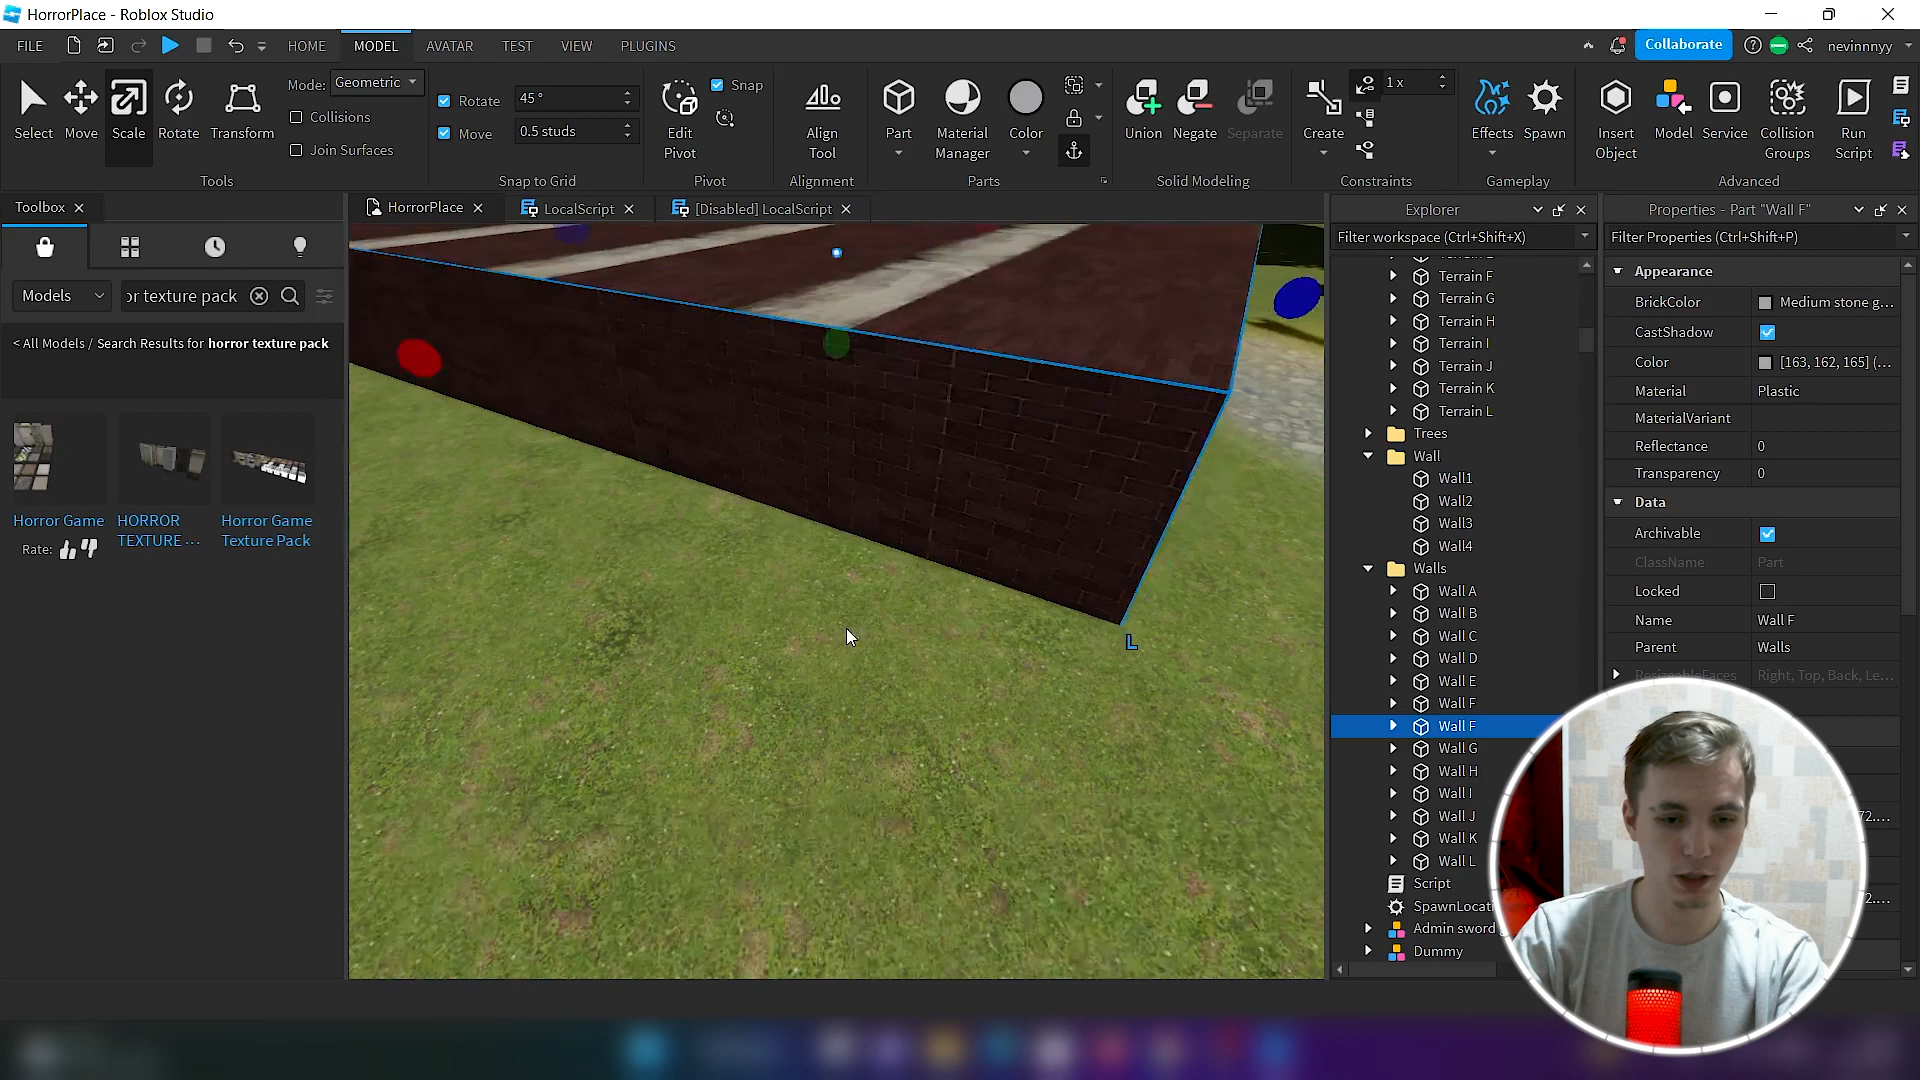 HorrorPlace - Roblox Studio
FILE HOME MODEL AVATAR TEST VIEW PLUGINS Collaborate nevinnnyy
Select Move Scale Rotate Transform
Mode: Geometric
Collisions
Join Surfaces
Tools
Rotate 45°
Move 0.5 studs
Snap to Grid
Edit Pivot
Snap
Pivot
Align Tool
Alignment
Part
Material Manager
Color
Parts
Union Negate Separate
Solid Modeling
Create 1 x
Constraints
Effects Spawn
Gameplay
Insert Object
Model Service
Collision Groups
Run Script
Advanced
Toolbox
Models
or texture pack
< All Models / Search Results for horror texture pack
Horror Game
Rate:
HORROR TEXTURE ...
Horror Game Texture Pack
HorrorPlace LocalScript [Disabled] LocalScript
L
Explorer
Filter workspace (Ctrl+Shift+X)
Terrain F
Terrain G
Terrain H
Terrain I
Terrain J
Terrain K
Terrain L
Trees
Wall
Wall1
Wall2
Wall3
Wall4
Walls
Wall A
Wall B
Wall C
Wall D
Wall E
Wall F
Wall F
Wall G
Wall H
Wall I
Wall J
Wall K
Wall L
Script
SpawnLocati
Admin sword
Dummy
Properties - Part "Wall F"
Filter Properties (Ctrl+Shift+P)
Appearance
BrickColor Medium stone g...
CastShadow
Color [163, 162, 165] (...
Material Plastic
MaterialVariant
Reflectance 0
Transparency 0
Data
Archivable
ClassName Part
Locked
Name Wall F
Parent Walls
ResizeableFaces Right, Top, Back, Le...
72....
2....